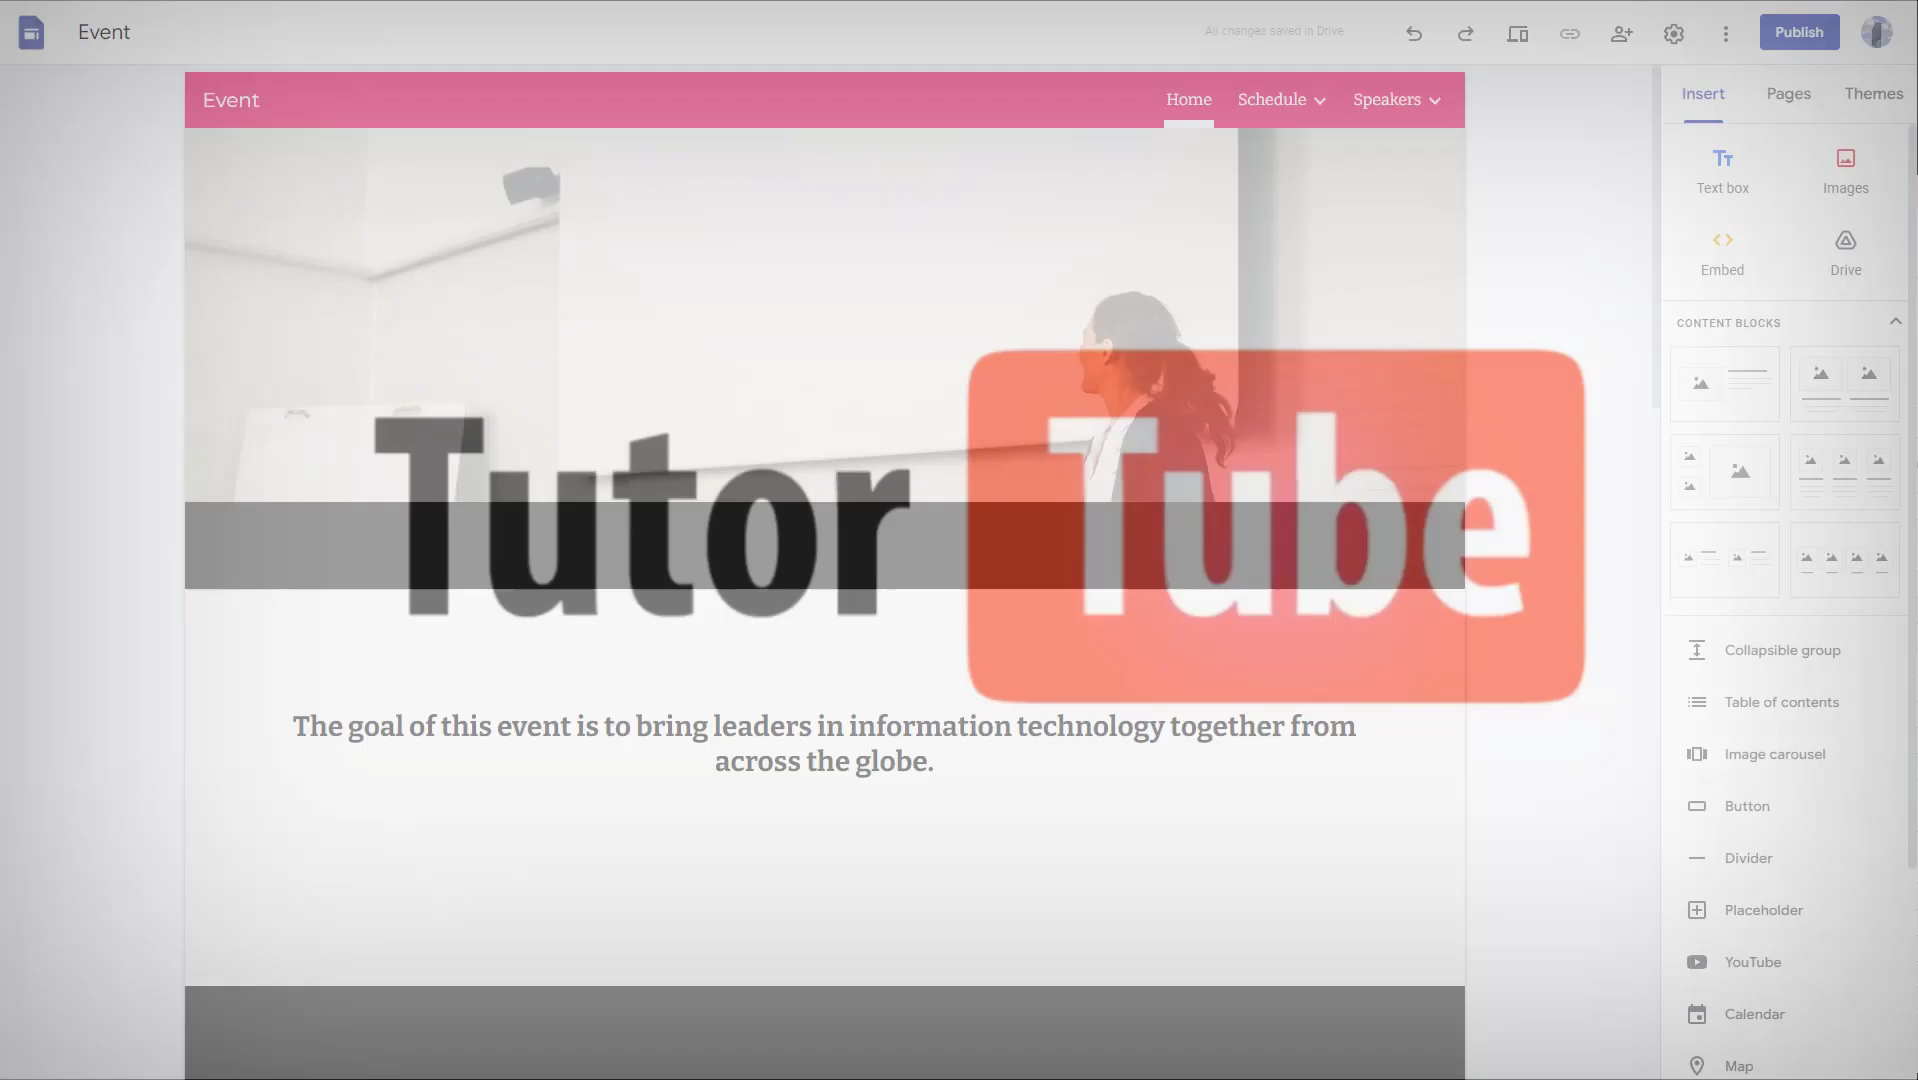 Event
All changes saved in Drive
Publish
Event
Home
Schedule
Speakers
Insert
Pages
Themes
Text box
Images
Embed
Drive
CONTENT BLOCKS
Tutor Tube
The goal of this event is to bring leaders in information technology together from
across the globe.
Collapsible group
Table of contents
Image carousel
Button
Divider
Placeholder
YouTube
Calendar
Map